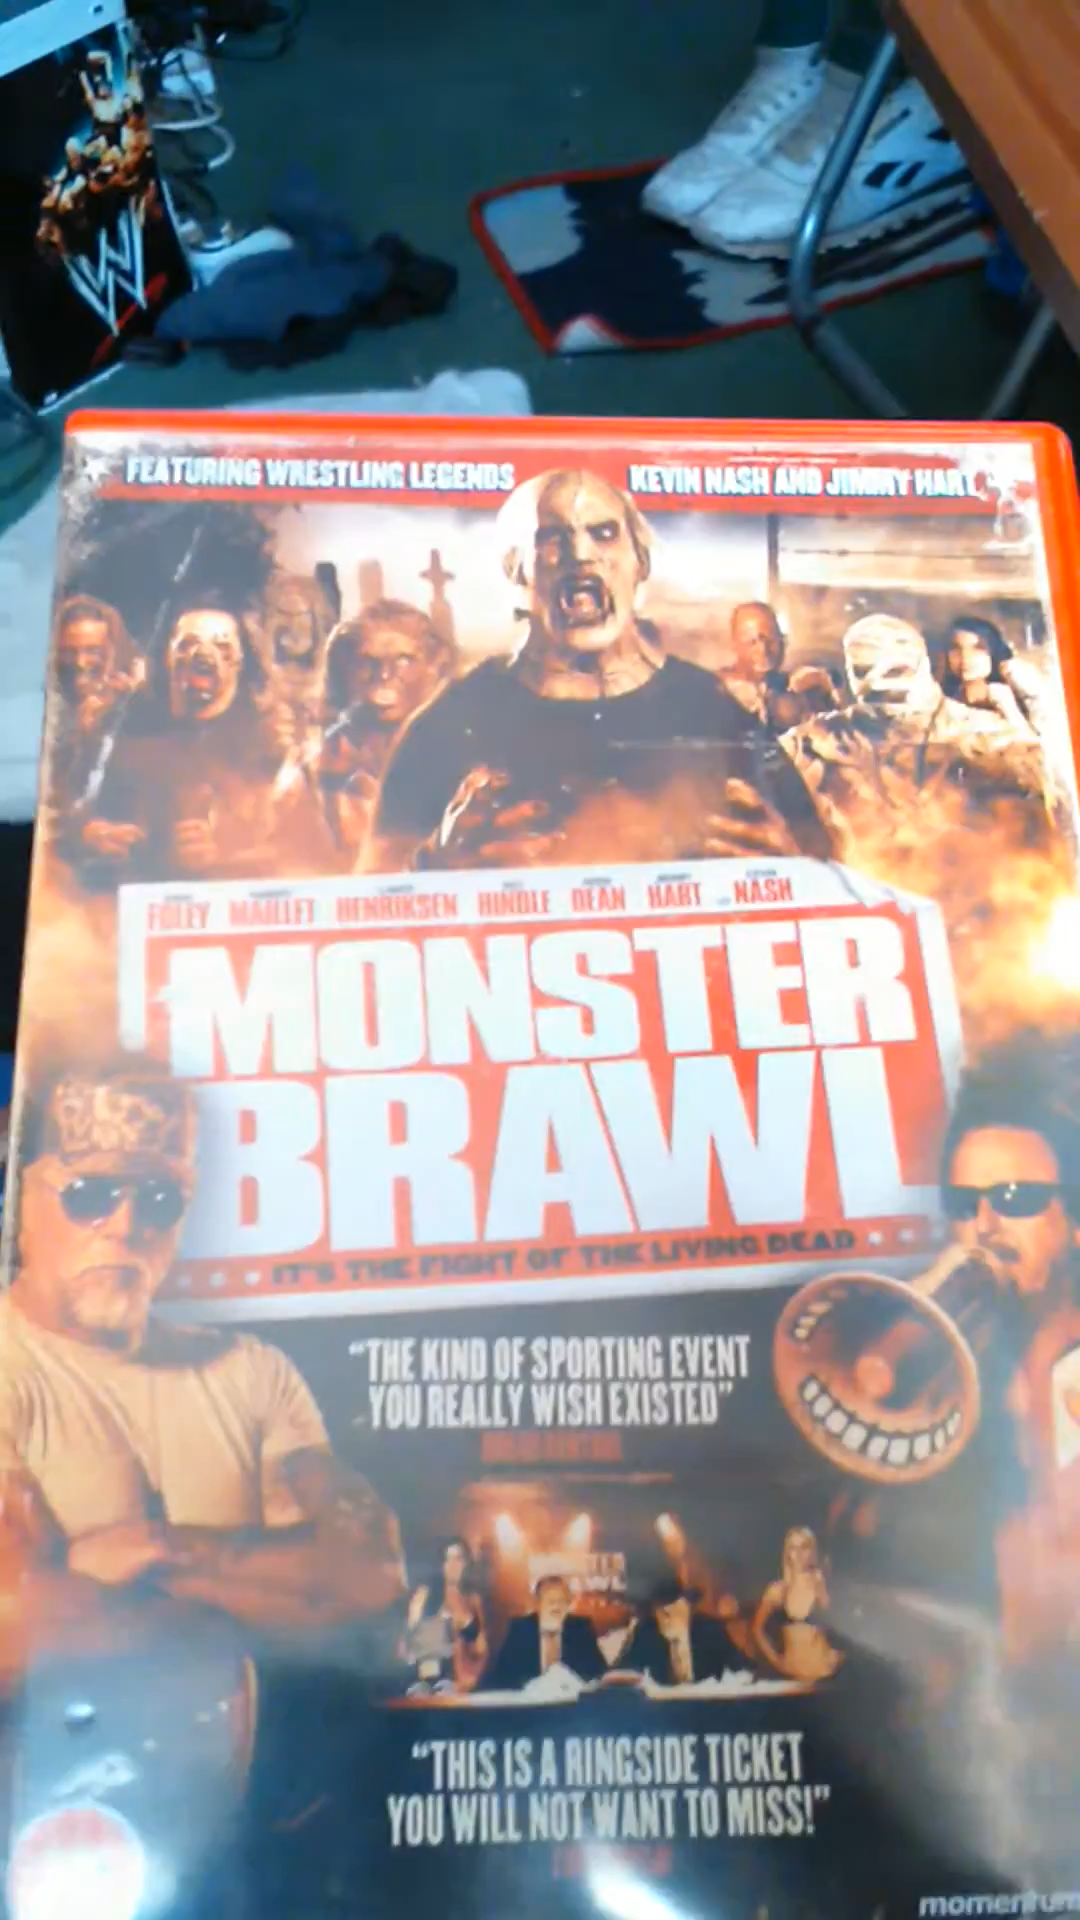 W
FEATURING WRESTLING LEGENDS KEVIN NASH AND JIMMY HART
FOLEY MAILLET HENRIKSEN HINDLE DEAN HART NASH
MONSTER
BRAWL
IT'S THE FIGHT OF THE LIVING DEAD
"THE KIND OF SPORTING EVENT
YOU REALLY WISH EXISTED"
MONSTER
BRAWL
"THIS IS A RINGSIDE TICKET
YOU WILL NOT WANT TO MISS!"
momentum